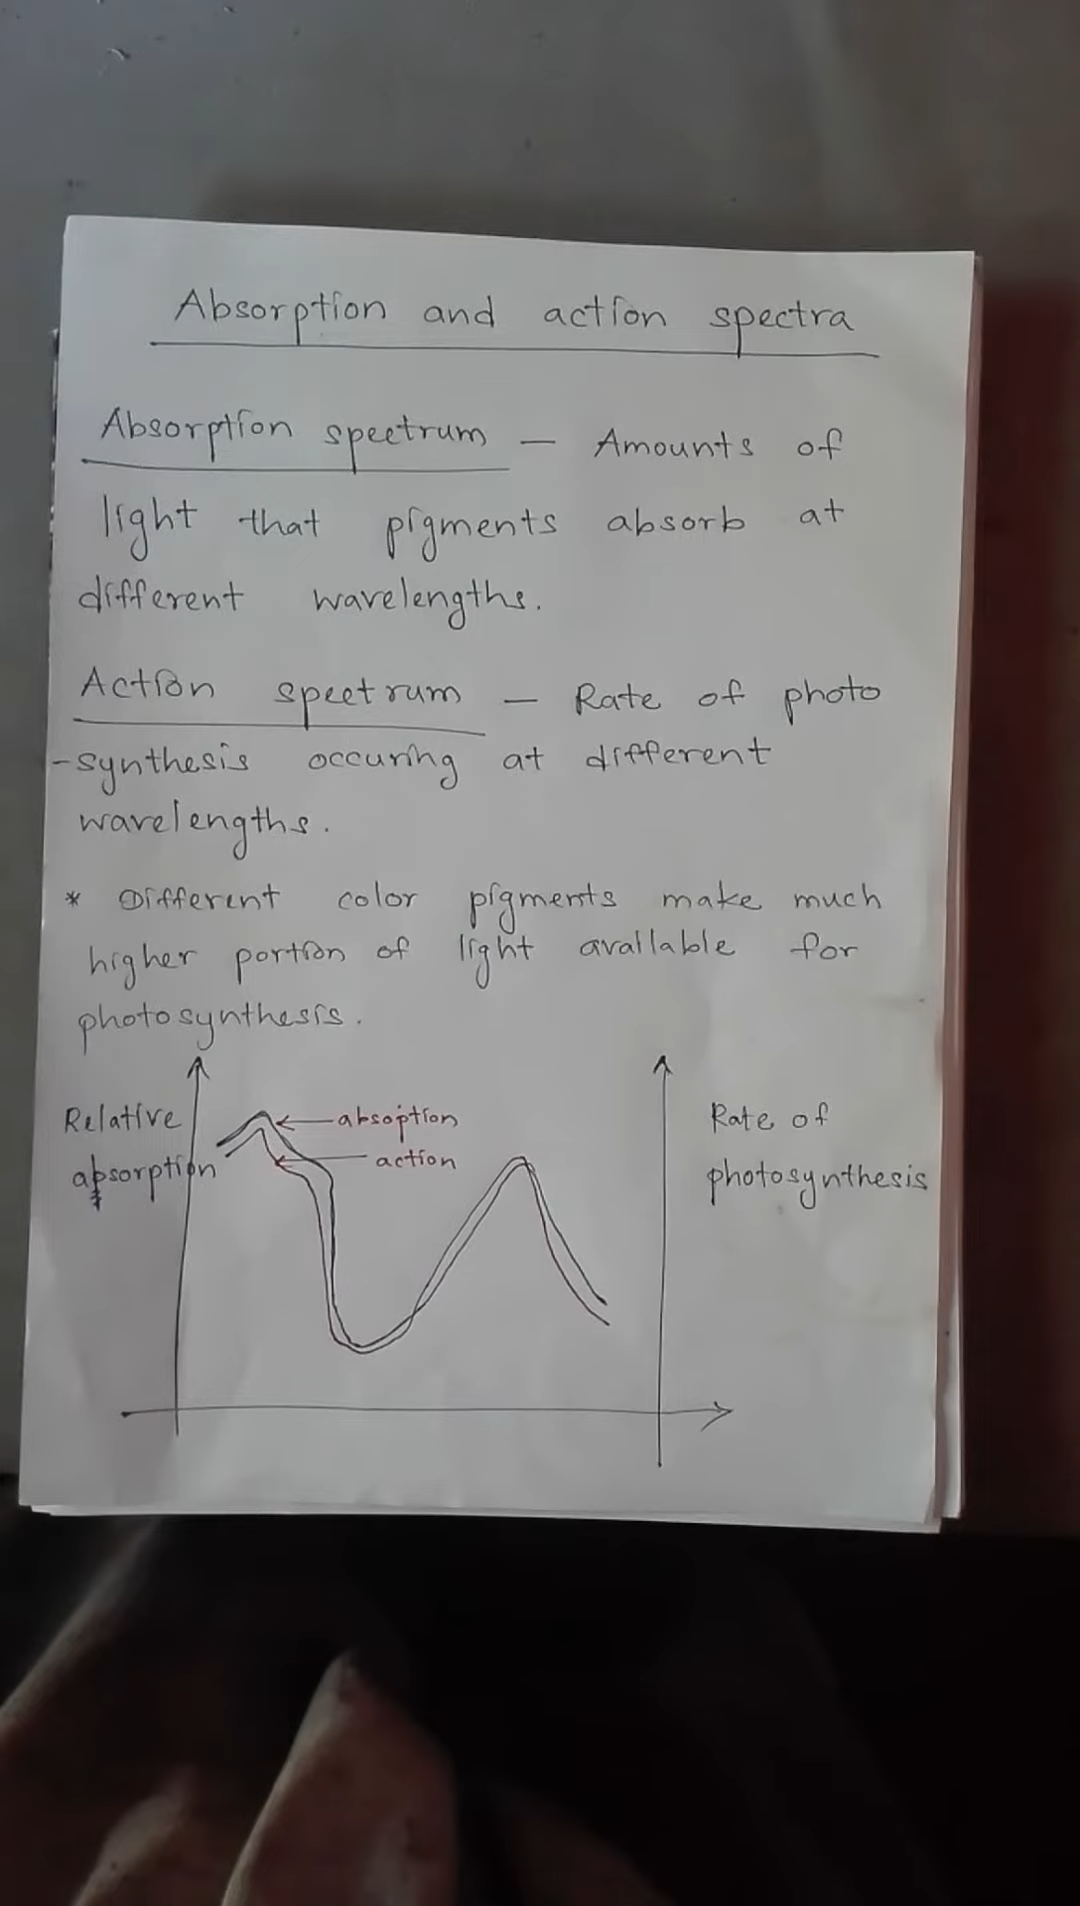 Absorption and action spectra
Absorption spectrum — Amounts of
light that pigments absorb at
different wavelengths.
Action spectrum — Rate of photo
-synthesis occuring at different
wavelengths.
* Different color pigments make much
higher portion of light available for
photosynthesis.
Relative
absorption
absoption
action
Rate of
photosynthesis